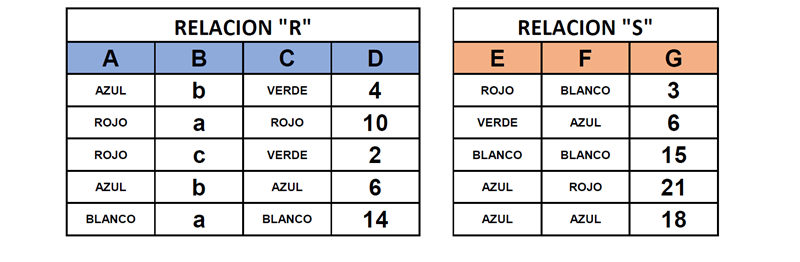 RELACION "R"
A B C D
AZUL b VERDE 4
ROJO a ROJO 10
ROJO c VERDE 2
AZUL b AZUL 6
BLANCO a BLANCO 14
RELACION "S"
E F G
ROJO BLANCO 3
VERDE AZUL 6
BLANCO BLANCO 15
AZUL ROJO 21
AZUL AZUL 18